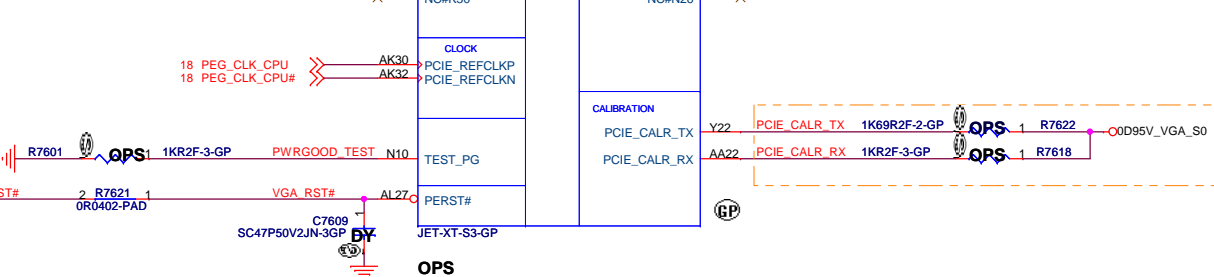 CLOCK
18 PEG_CLK_CPU AK30 PCIE_REFCLKP
18 PEG_CLK_CPU# AK32 PCIE_REFCLKN
CALIBRATION
PCIE_CALR_TX Y22 PCIE_CALR_TX 1K69R2F-2-GP OPS 1 R7622 0D95V_VGA_S0
R7601 OPS 1 1KR2F-3-GP PWRGOOD_TEST N10 TEST_PG PCIE_CALR_RX AA22 PCIE_CALR_RX 1KR2F-3-GP OPS 1 R7618
ST# 2 R7621 1 VGA_RST# AL27 PERST#
0R0402-PAD
1
GP
C7609
SC47P50V2JN-3GP DY JET-XT-S3-GP
OPS